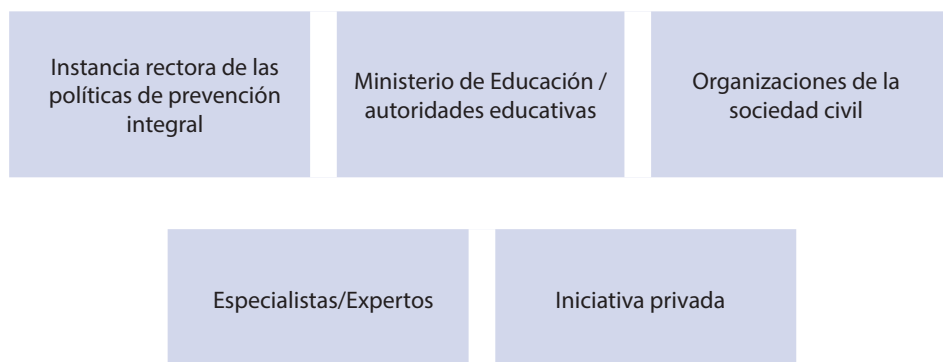 Instancia rectora de las
políticas de prevención
integral
Ministerio de Educación /
autoridades educativas
Organizaciones de la
sociedad civil
Especialistas/Expertos
Iniciativa privada